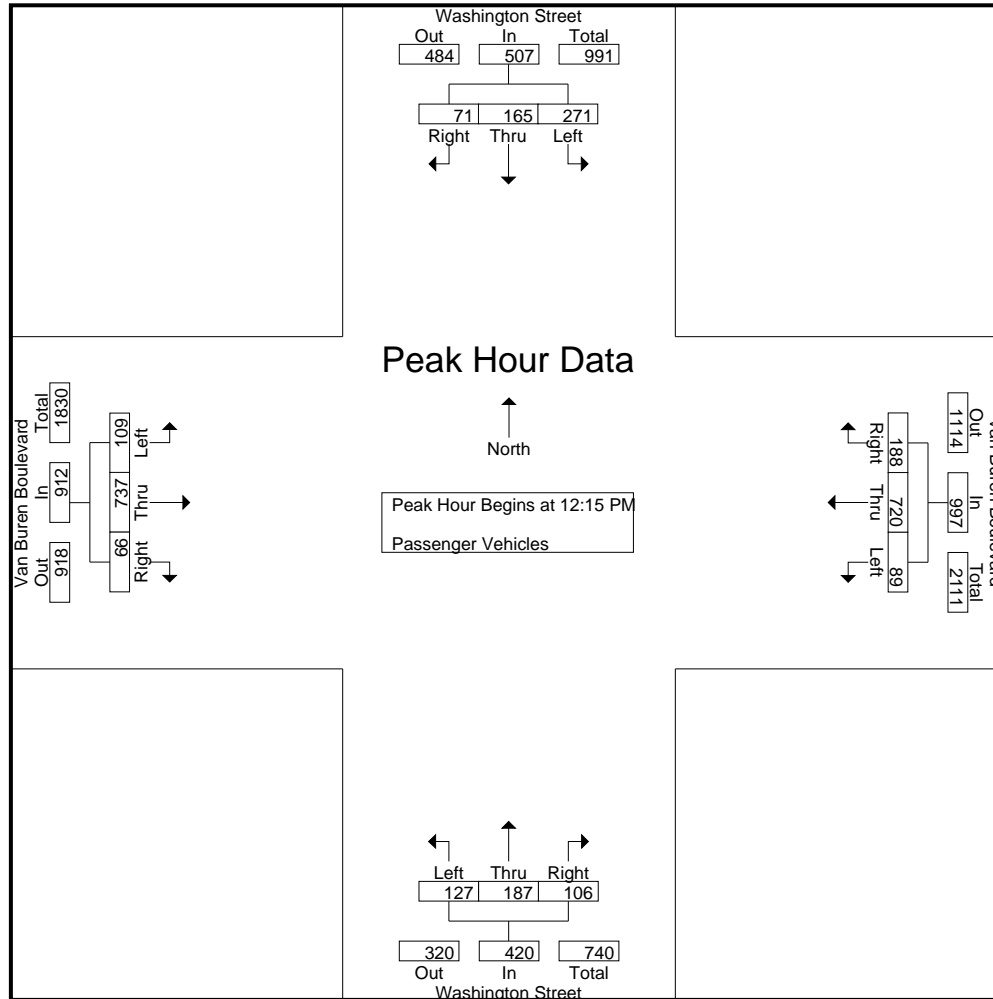 Washington Street
Out In Total
484 507 991
71 165 271
Right Thru Left
Peak Hour Data
North
Peak Hour Begins at 12:15 PM
Passenger Vehicles
Van Buren Boulevard
Total In Out
1830 912 918
109 737 66
Left Thru Right
Van Buren Boulevard
Out In Total
1114 997 2111
188 720 89
Right Thru Left
Left Thru Right
127 187 106
320 420 740
Out In Total
Washington Street